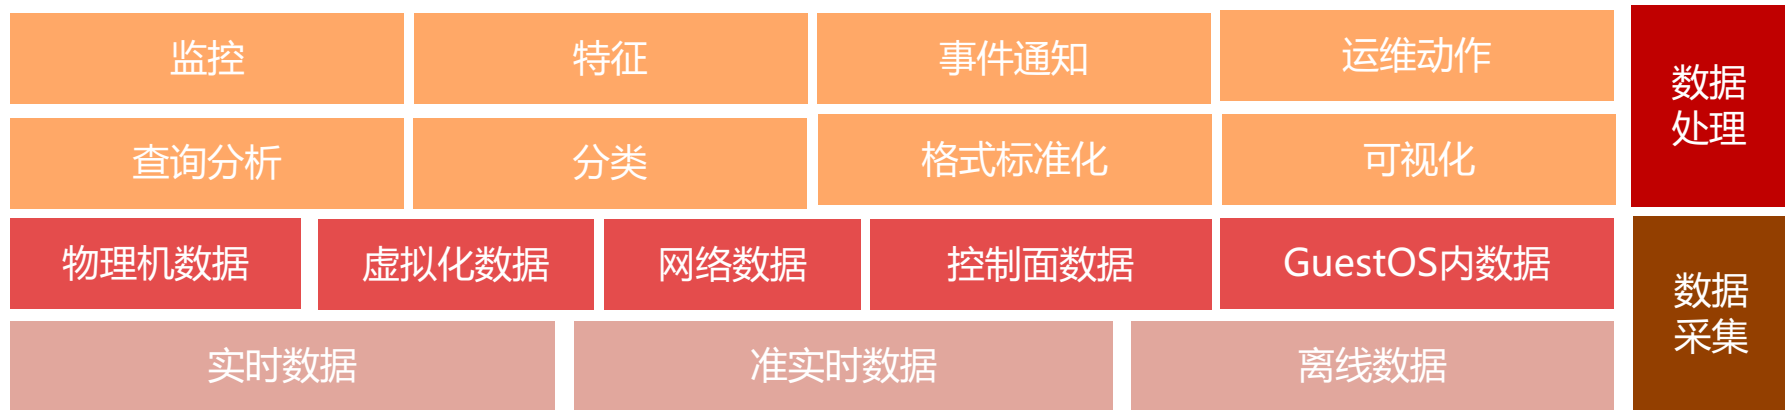 监控
特征
事件通知
运维动作
查询分析
分类
格式标准化
可视化
数据
处理
物理机数据
虚拟化数据
网络数据
控制面数据
GuestOS内数据
实时数据
准实时数据
离线数据
数据
采集